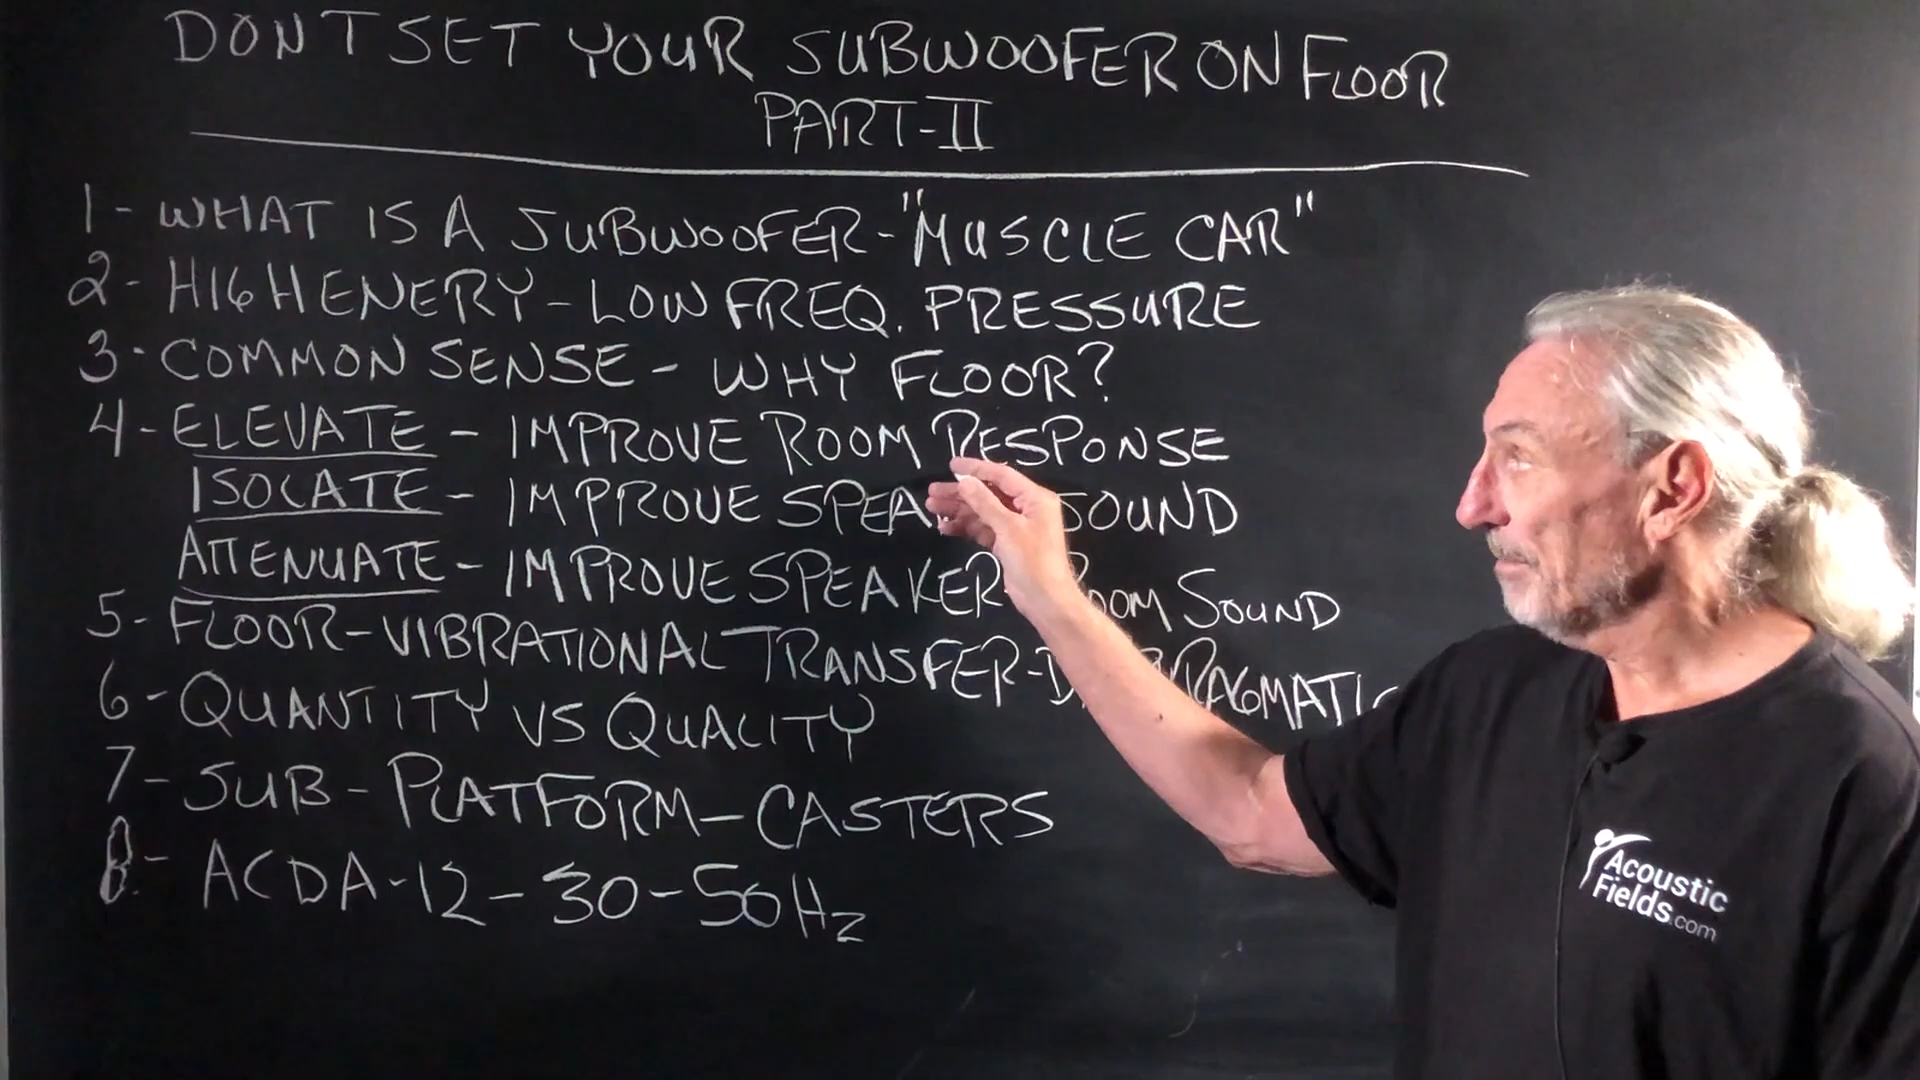 DONT SET YOUR SUBWOOFER ON FLOOR
PART-II
1- WHAT IS A SUBWOOFER-"MUSCLE CAR"
2- HIGH ENERY-LOW FREQ. PRESSURE
3- COMMON SENSE - WHY FLOOR?
4- ELEVATE - IMPROVE ROOM RESPONSE
ISOLATE - IMPROVE SOUND
ATTENUATE - IMPROVE SPEAKER- ROOM SOUND
5- FLOOR-VIBRATIONAL TRANSFER-
6- QUANTITY VS QUALITY
7- SUB-PLATFORM-CASTERS
8- ACDA-12-30-50Hz
Acoustic
Fields.com